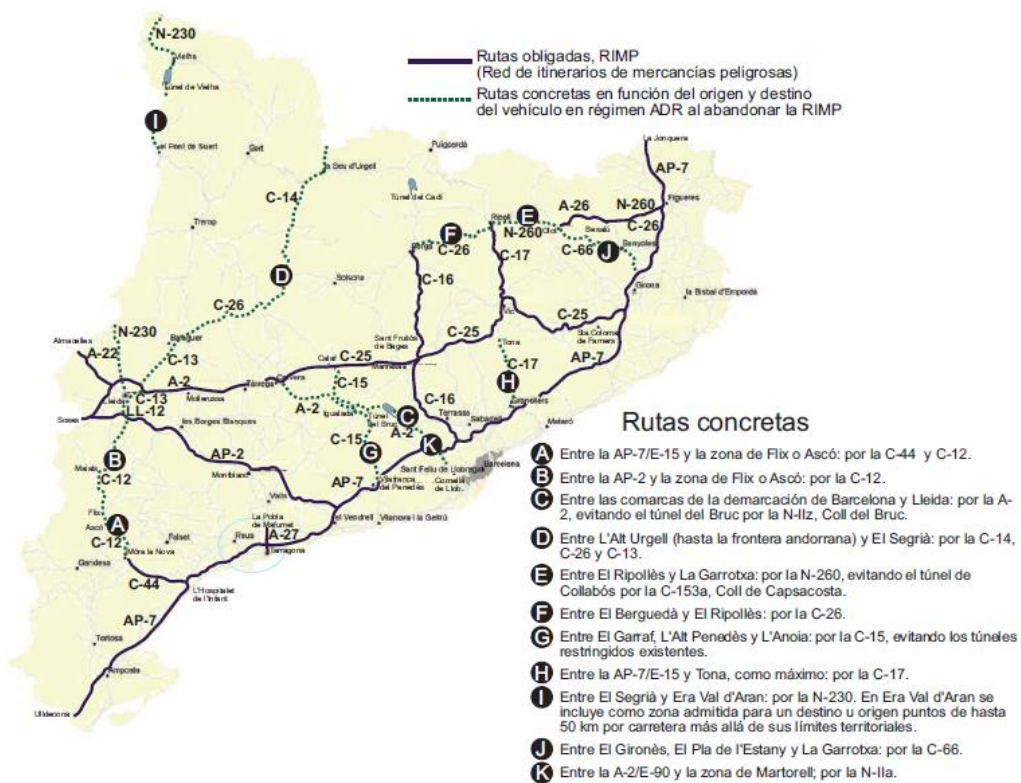 N-230
Vielha
Túnel de Vielha
I
el Pont de Suert
Sort
Tremp
Rutas obligadas, RIMP
(Red de itinerarios de mercancías peligrosas)
Rutas concretas en función del origen y destino
del vehículo en régimen ADR al abandonar la RIMP
Puigcerdà
la Seu d'Urgell
Túnel del Cadí
C-14
La Jonquera
AP-7
Figueres
A-26
N-260
C-26
Ripoll
E
Olot
Besalú
N-260
C-66
J
Banyoles
F
Berga
C-26
C-17
C-16
D
Solsona
Girona
la Bisbal d'Empordà
C-26
Vic
C-25
Sta. Coloma
de Farners
N-230
Almacelles
A-22
Balaguer
C-13
Sant Fruitós
de Bages
C-25
Tona
AP-7
Calaf
C-25
Manresa
C-17
A-2
Tàrrega
Cervera
C-15
H
Lleida
C-13
Mollerussa
LL-12
A-2
Igualada
Túnel
Del Bruc
C
A-2
C-16
Terrassa
Sabadell
Granollers
Mataró
Soses
les Borges Blanques
C-15
G
K
B
AP-2
Sant Feliu de Llobregat
Barcelona
Maials
C-12
Montblanc
AP-7
Vilafranca
del Penedès
Cornellà
de Llob.
Flix
Ascó
A
Valls
La Pobla
de Mafumet
el Vendrell
Vilanova i la Geltrú
C-12
Falset
Reus
A-27
Móra la Nova
Tarragona
Gandesa
C-44
L'Hospitalet
de l'Infant
AP-7
Tortosa
Amposta
Ulldecona
Rutas concretas
A Entre la AP-7/E-15 y la zona de Flix o Ascó: por la C-44 y C-12.
B Entre la AP-2 y la zona de Flix o Ascó: por la C-12.
C Entre las comarcas de la demarcación de Barcelona y Lleida: por la A-
2, evitando el túnel del Bruc por la N-IIz, Coll del Bruc.
D Entre L'Alt Urgell (hasta la frontera andorrana) y El Segrià: por la C-14,
C-26 y C-13.
E Entre El Ripollès y La Garrotxa: por la N-260, evitando el túnel de
Collabós por la C-153a, Coll de Capsacosta.
F Entre El Berguedà y El Ripollès: por la C-26.
G Entre El Garraf, L'Alt Penedès y L'Anoia: por la C-15, evitando los túneles
restringidos existentes.
H Entre la AP-7/E-15 y Tona, como máximo: por la C-17.
I Entre El Segrià y Era Val d'Aran: por la N-230. En Era Val d'Aran se
incluye como zona admitida para un destino u origen puntos de hasta
50 km por carretera más allá de sus límites territoriales.
J Entre El Gironès, El Pla de l'Estany y La Garrotxa: por la C-66.
K Entre la A-2/E-90 y la zona de Martorell; por la N-IIa.